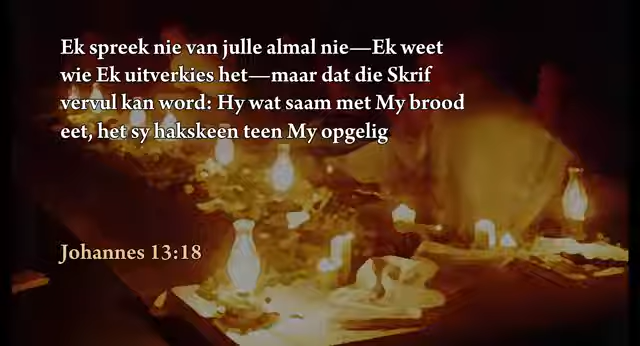 Ek spreek nie van julle almal nie—Ek weet
wie Ek uitverkies het—maar dat die Skrif
vervul kan word: Hy wat saam met My brood
eet, het sy hakskeen teen My opgelig
Johannes 13:18